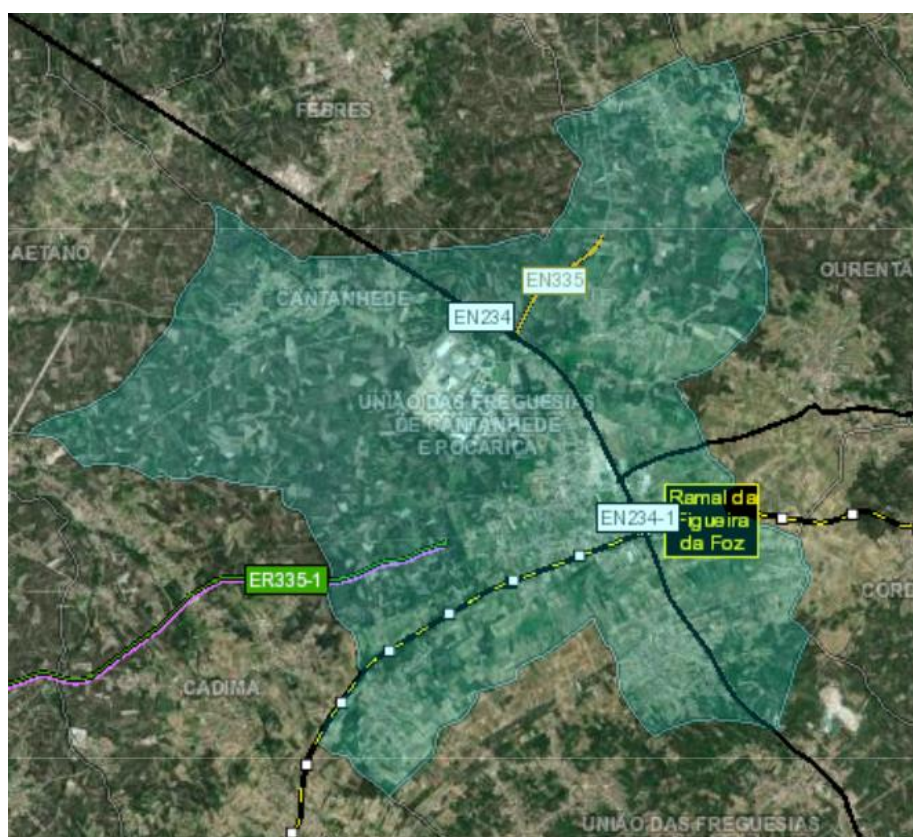 FEBRES
AETANO
CANTANHEDE
EN335
OURENTÃ
EN234
UNIÃO DAS FREGUESIAS
DE CANTANHEDE
E POCARIÇA
EN234-1
Ramal da
Figueira
da Foz
ER335-1
CORD
CADIMA
UNIÃO DAS FREGUESIAS